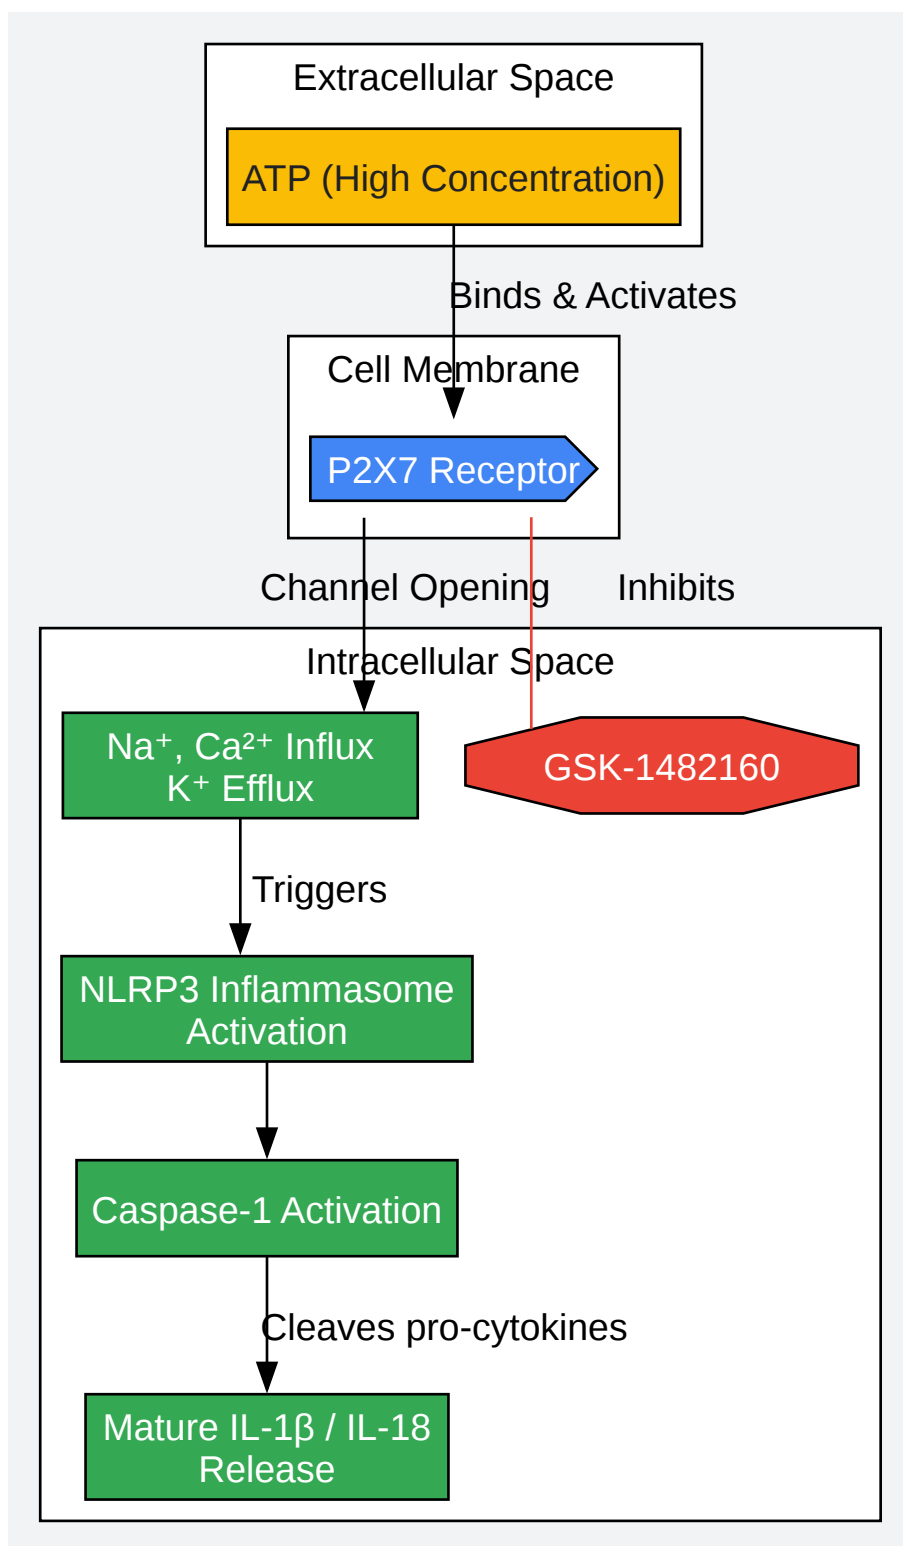 Extracellular Space
ATP (High Concentration)
Binds & Activates
Cell Membrane
P2X7 Receptor
Channel Opening
Inhibits
Intracellular Space
Na⁺, Ca²⁺ Influx
K⁺ Efflux
GSK-1482160
Triggers
NLRP3 Inflammasome
Activation
Caspase-1 Activation
Cleaves pro-cytokines
Mature IL-1β / IL-18
Release